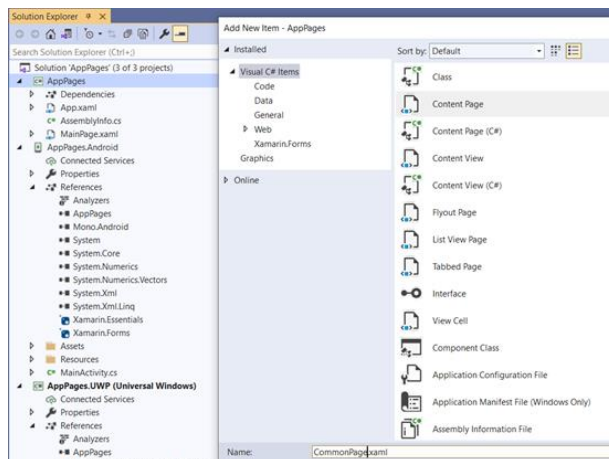 Solution Explorer
Search Solution Explorer (Ctrl+;)
Solution 'AppPages' (3 of 3 projects)
AppPages
Dependencies
App.xaml
AssemblyInfo.cs
MainPage.xaml
AppPages.Android
Connected Services
Properties
References
Analyzers
AppPages
Mono.Android
System
System.Core
System.Numerics
System.Numerics.Vectors
System.Xml
System.Xml.Linq
Xamarin.Essentials
Xamarin.Forms
Assets
Resources
MainActivity.cs
AppPages.UWP (Universal Windows)
Connected Services
Properties
References
Analyzers
AppPages
Add New Item - AppPages
Installed
Visual C# Items
Code
Data
General
Web
Xamarin.Forms
Graphics
Online
Sort by: Default
Class
Content Page
Content Page (C#)
Content View
Content View (C#)
Flyout Page
List View Page
Tabbed Page
Interface
View Cell
Component Class
Application Configuration File
Application Manifest File (Windows Only)
Assembly Information File
Name: CommonPage.xaml